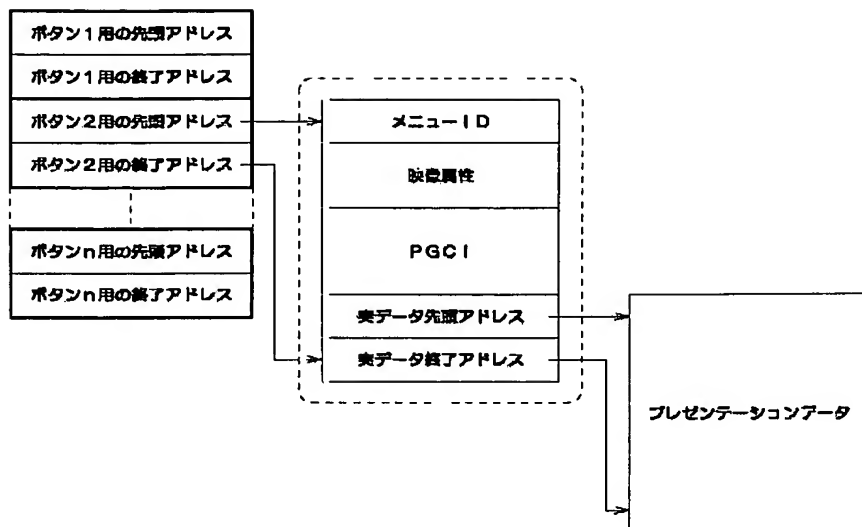 ボタン1用の先頭アドレス
ボタン1用の終了アドレス
ボタン2用の先頭アドレス
ボタン2用の終了アドレス
ボタンn用の先頭アドレス
ボタンn用の終了アドレス
メニューID
映像属性
PGCI
実データ先頭アドレス
実データ終了アドレス
プレゼンテーションアータ